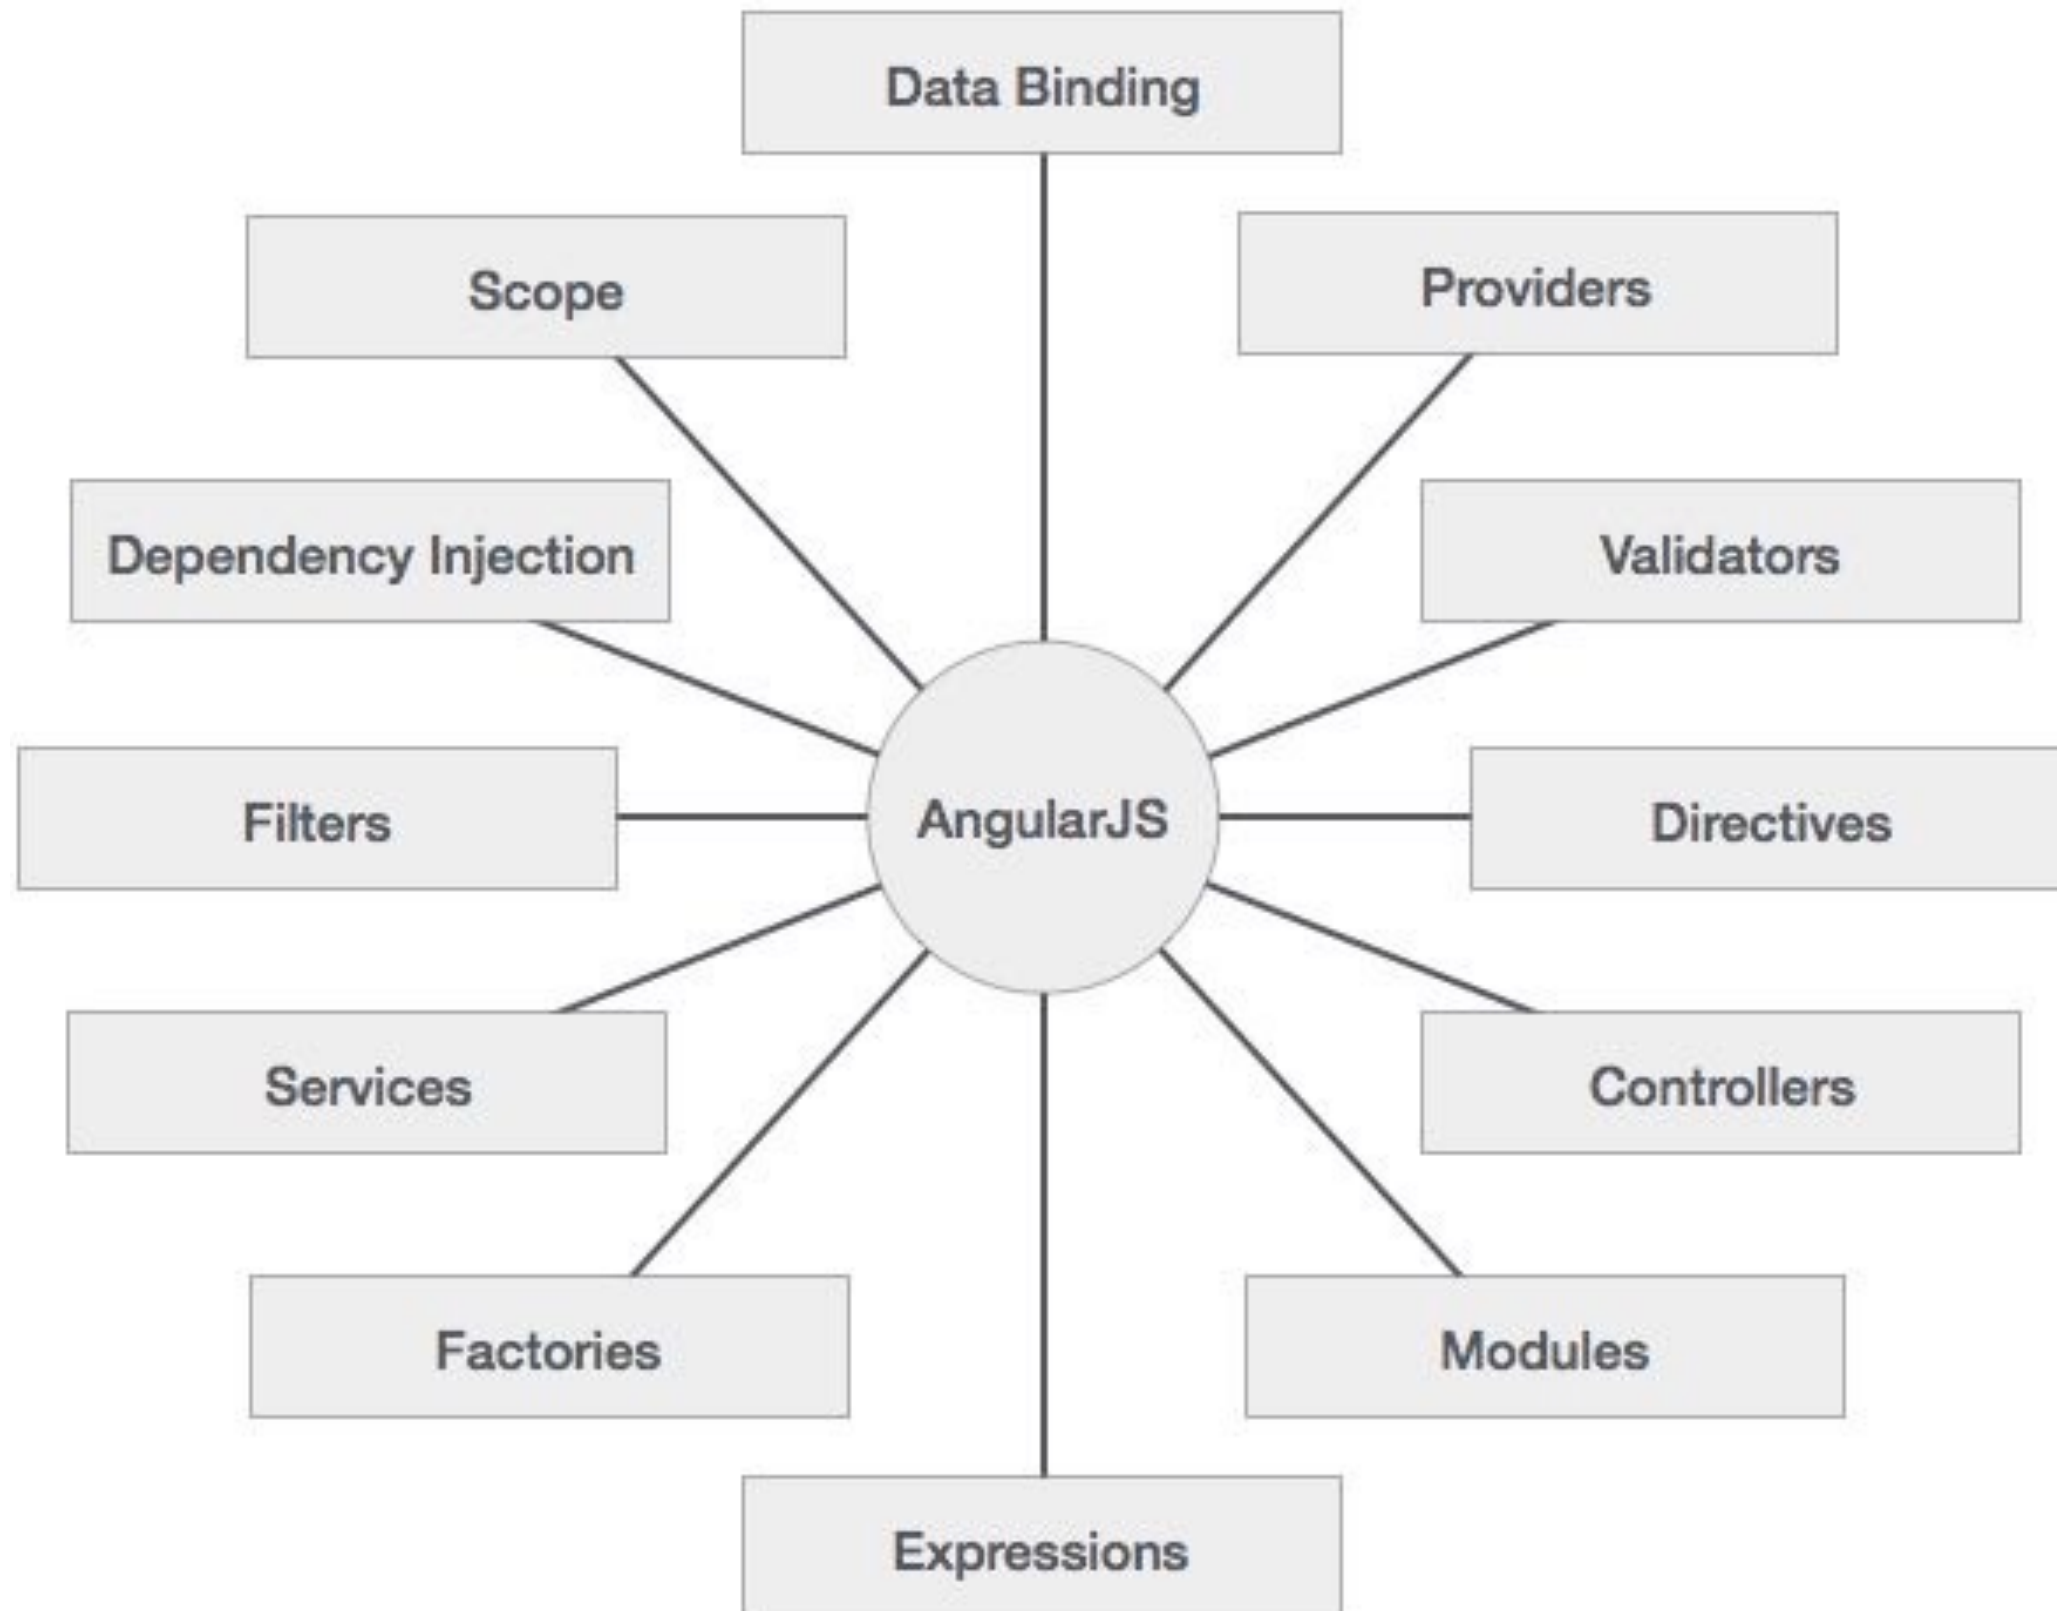 Data Binding
Scope
Providers
Dependency Injection
Validators
Filters
AngularJS
Directives
Services
Controllers
Factories
Modules
Expressions